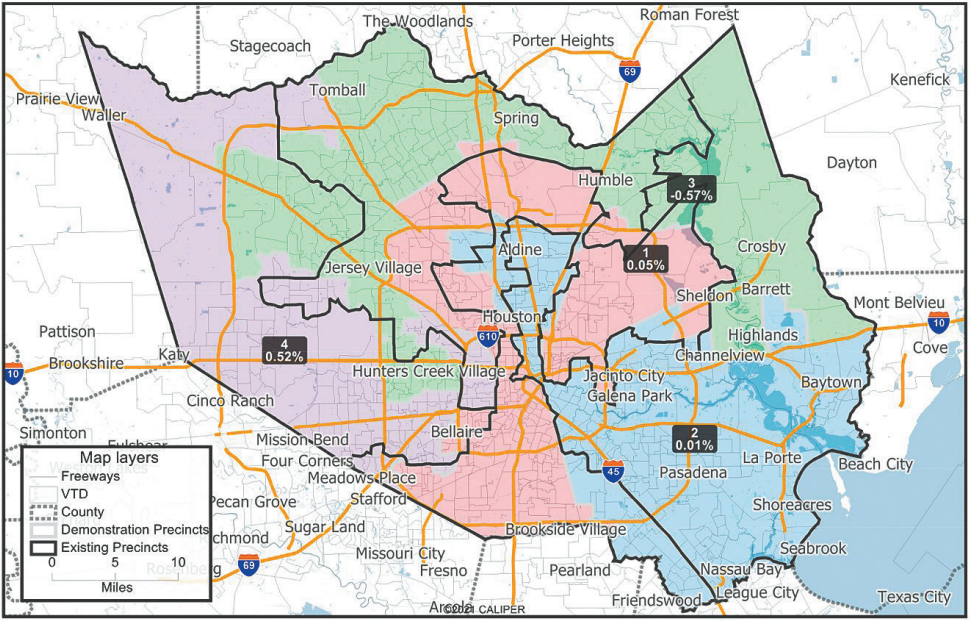 The Woodlands
Roman Forest
Stagecoach
Porter Heights
69
Kenefick
Tomball
Prairie View
Waller
Spring
Dayton
Humble
3
-0.57%
Aldine
Crosby
1
0.05%
Jersey Village
Sheldon
Barrett
Mont Belvieu
Houston
10
Pattison
610
Highlands
Cove
4
0.52%
Katy
Channelview
Brookshire
10
Hunters Creek Village
Jacinto City
Baytown
Galena Park
Cinco Ranch
Simonton
Bellaire
2
0.01%
Mission Bend
Fulshear
La Porte
Four Corners
Beach City
Map layers
45
Pasadena
Meadows Place
Freeways
VTD
Stafford
Pecan Grove
Shoreacres
County
Demonstration Precincts
Sugar Land
Brookside Village
Existing Precincts
Missouri City
Seabrook
0 5 10
69
Fresno
Pearland
Nassau Bay
Miles
League City
Texas City
Friendswood
Arcola
©2021 CALIPER